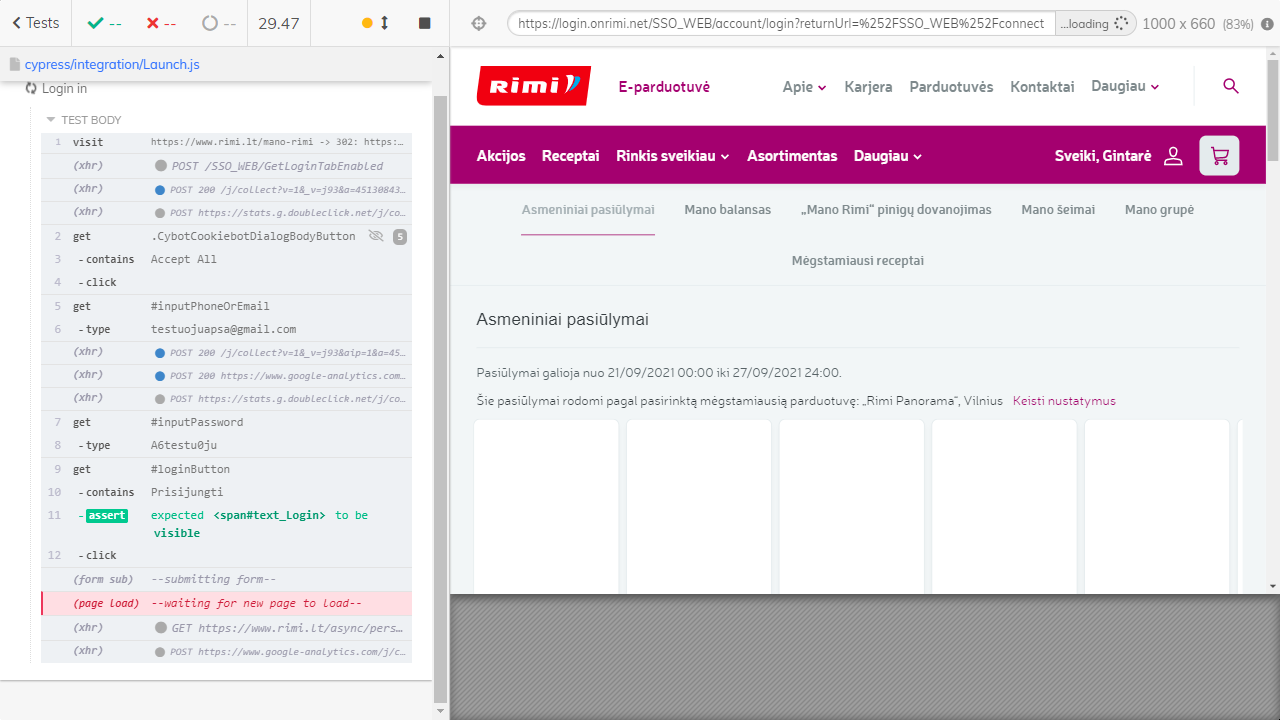 Tests
--
--
--
29.47
https://login.onrimi.net/SSO_WEB/account/login?returnUrl=%252FSSO_WEB%252Fconnect
...loading
1000 x 660 (83%)
cypress/integration/Launch.js
Login in
TEST BODY
1 visit https://www.rimi.lt/mano-rimi -> 302: https:...
(xhr) POST /SSO_WEB/GetLoginTabEnabled
(xhr) POST 200 /j/collect?v=1&_v=j93&a=45130843...
(xhr) POST https://stats.g.doubleclick.net/j/co...
2 get .CybotCookiebotDialogBodyButton 5
3 -contains Accept All
4 -click
5 get #inputPhoneOrEmail
6 -type testuojuapsa@gmail.com
(xhr) POST 200 /j/collect?v=1&_v=j93&aip=1&a=45...
(xhr) POST 200 https://www.google-analytics.com...
(xhr) POST https://stats.g.doubleclick.net/j/co...
7 get #inputPassword
8 -type A6testu0ju
9 get #loginButton
10 -contains Prisijungti
11 -assert expected <span#text_Login> to be
visible
12 -click
(form sub) --submitting form--
(page load) --waiting for new page to load--
(xhr) GET https://www.rimi.lt/async/pers...
(xhr) POST https://www.google-analytics.com/j/c...
Rimi
E-parduotuvė
Apie
Karjera
Parduotuvės
Kontaktai
Daugiau
Akcijos
Receptai
Rinkis sveikiau
Asortimentas
Daugiau
Sveiki, Gintarė
Asmeniniai pasiūlymai
Mano balansas
„Mano Rimi“ pinigų dovanojimas
Mano šeimai
Mano grupė
Mėgstamiausi receptai
Asmeniniai pasiūlymai
Pasiūlymai galioja nuo 21/09/2021 00:00 iki 27/09/2021 24:00.
Šie pasiūlymai rodomi pagal pasirinktą mėgstamiausią parduotuvę: „Rimi Panorama“, Vilnius Keisti nustatymus